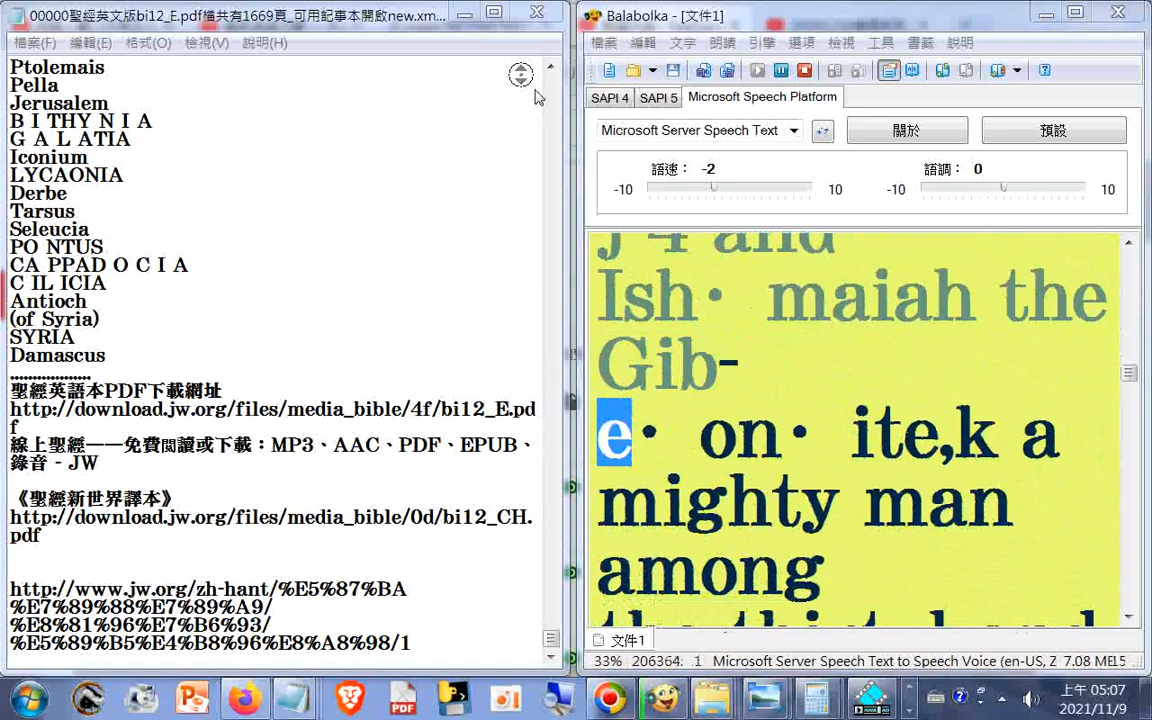 00000聖經英文版bi12_E.pdf檔共有1669頁_可用記事本開啟new.xm...
檔案(F) 編輯(E) 格式(O) 檢視(V) 說明(H)
Ptolemais
Pella
Jerusalem
B I THY N I A
G A L ATIA
Iconium
LYCAONIA
Derbe
Tarsus
Seleucia
PO NTUS
CA PPAD O C I A
C IL ICIA
Antioch
(of Syria)
SYRIA
Damascus
..................
聖經英語本PDF下載網址
http://download.jw.org/files/media_bible/4f/bi12_E.pd
f
線上聖經——免費閱讀或下載：MP3、AAC、PDF、EPUB、
錄音 - JW
《聖經新世界譯本》
http://download.jw.org/files/media_bible/0d/bi12_CH.
pdf
http://www.jw.org/zh-hant/%E5%87%BA
%E7%89%88%E7%89%A9/
%E8%81%96%E7%B6%93/
%E5%89%B5%E4%B8%96%E8%A8%98/1
Balabolka - [文件1]
檔案 編輯 文字 朗讀 引擎 選項 檢視 工具 書籤 說明
SAPI 4 SAPI 5 Microsoft Speech Platform
Microsoft Server Speech Text 關於 預設
語速： -2 語調： 0
-10 10 -10 10
J 4 and
Ish· maiah the
Gib-
e· on· ite,k a
mighty man
among
文件1
33% 206364: 1 Microsoft Server Speech Text to Speech Voice (en-US, Z 7.08 ME15
上午 05:07
2021/11/9